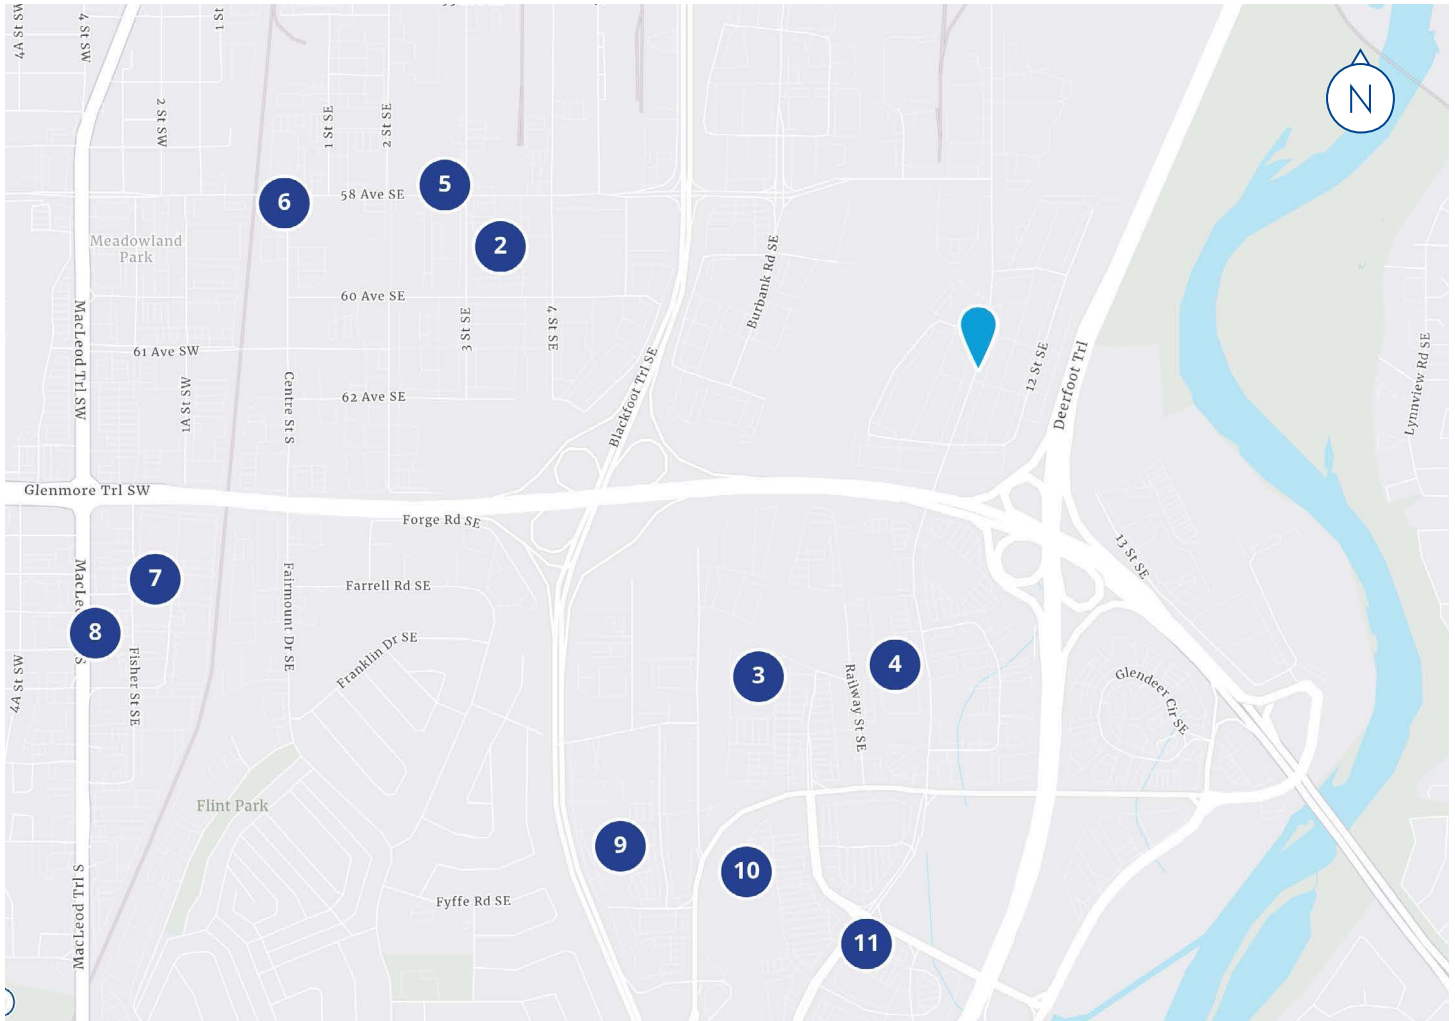 4A St SW
4 St SW
1 St
N
2 St SW
1 St SE
2 St SE
5
6
58 Ave SE
2
Meadowland
Park
Burbank Rd SE
60 Ave SE
MacLeod Trl SW
3 St SE
7 St SE
61 Ave SW
12 St SE
Deerfoot Trl
Lynnview Rd SE
1A St SW
Centre St S
62 Ave SE
Blackfoot Trl SE
Glenmore Trl SW
Forge Rd SE
13 St SE
7
Farrell Rd SE
MacLe
S
Fairmount Dr SE
8
Franklin Dr SE
4A St SW
Fisher St SE
3
4
Railway St SE
Glendeer Cir SE
Flint Park
9
10
MacLeod Trl S
Fyffe Rd SE
11